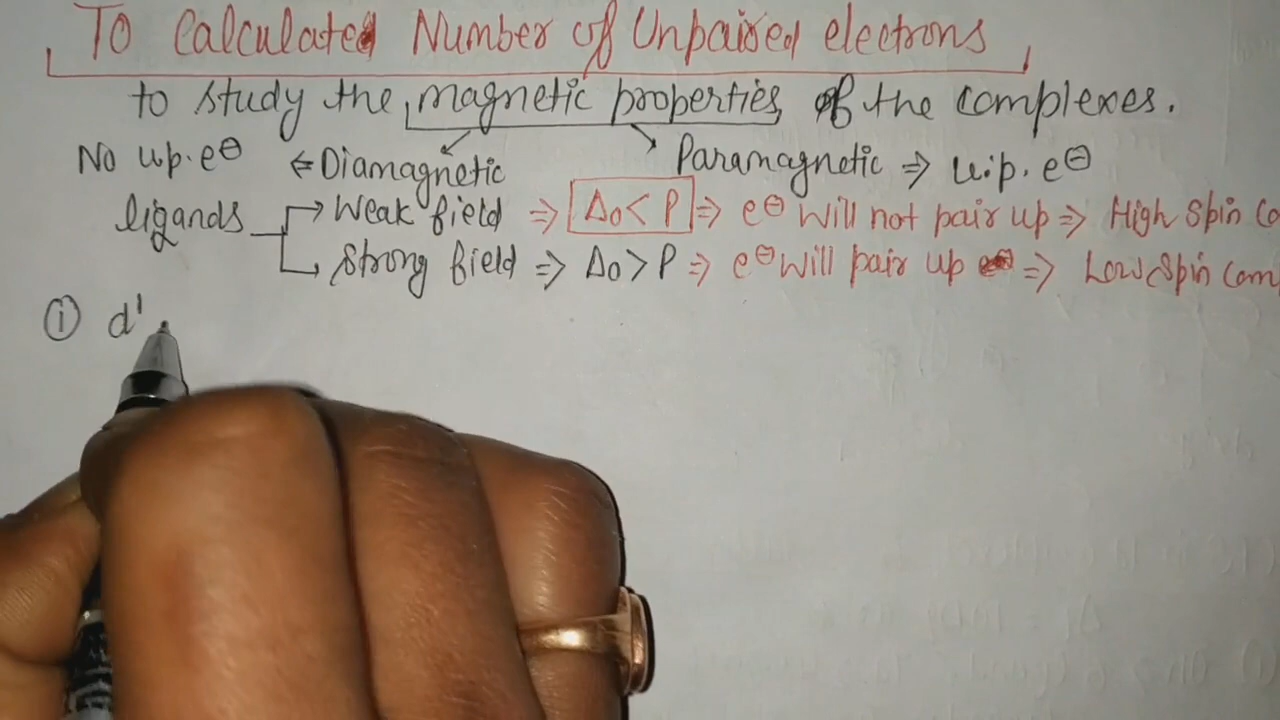 To Calculated Number of Unpaired electrons
to study the magnetic properties of the complexes.
No up. e⊖ ⇐ Diamagnetic Paramagnetic ⇒ u.p. e⊖
ligands → Weak field ⇒ Δo < P ⇒ e⊖ will not pair up ⇒ High Spin Co
→ Strong field ⇒ Δo > P ⇒ e⊖ will pair up ⇒ Low Spin Com
① d¹